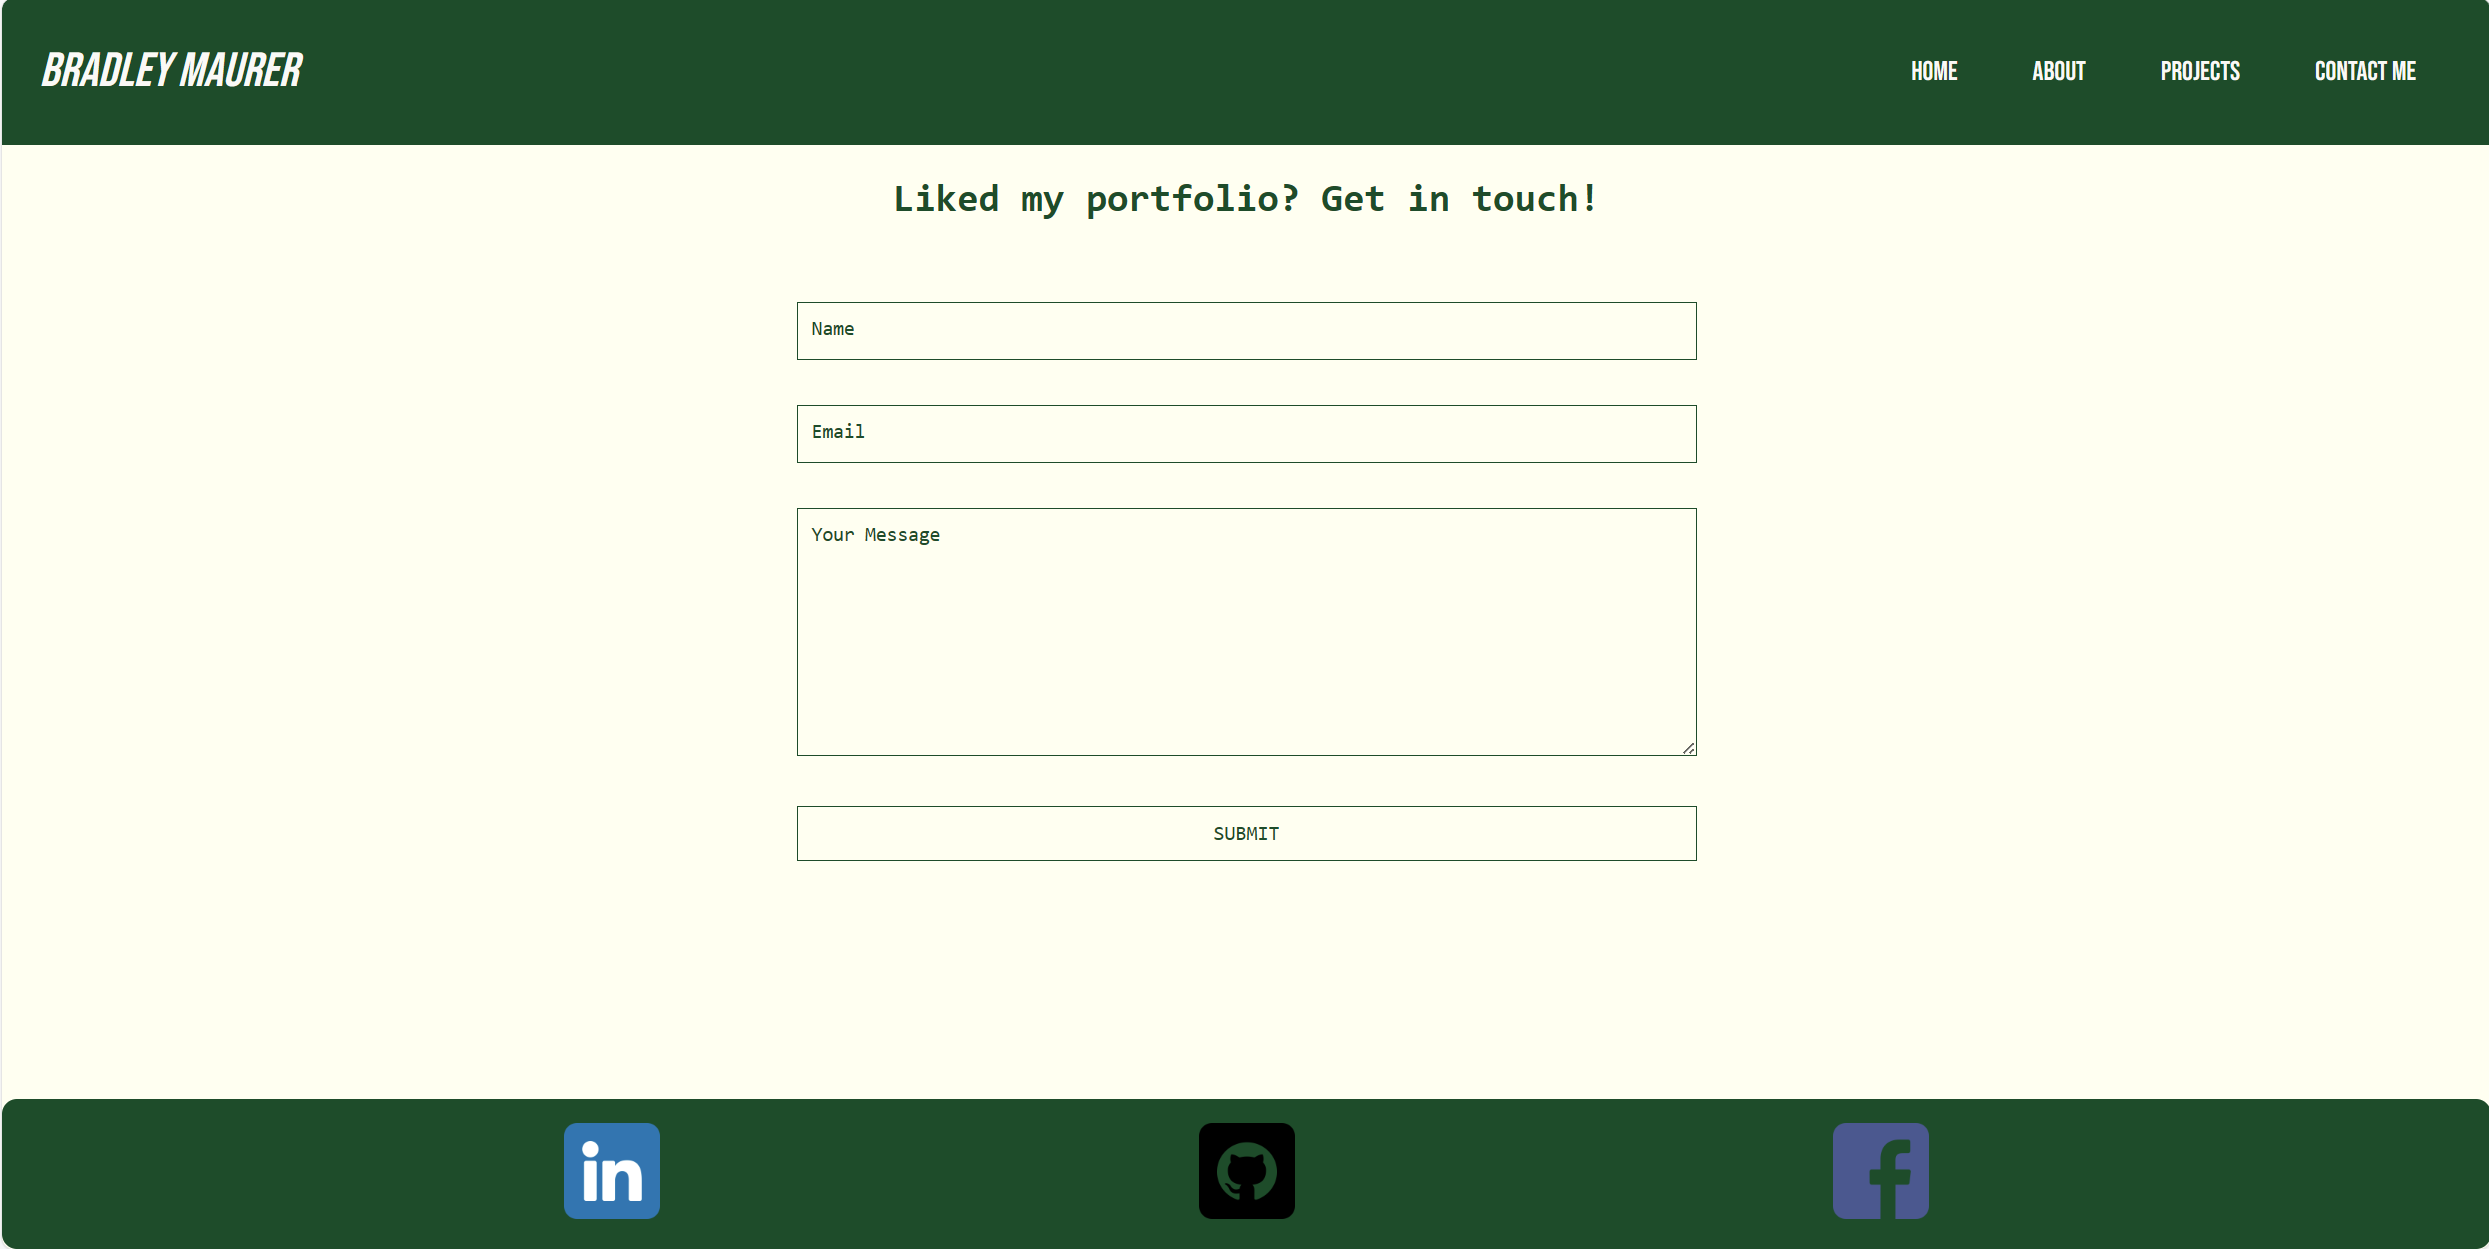 BRADLEY MAURER
HOME ABOUT PROJECTS CONTACT ME
Liked my portfolio? Get in touch!
Name
Email
Your Message
SUBMIT
in f